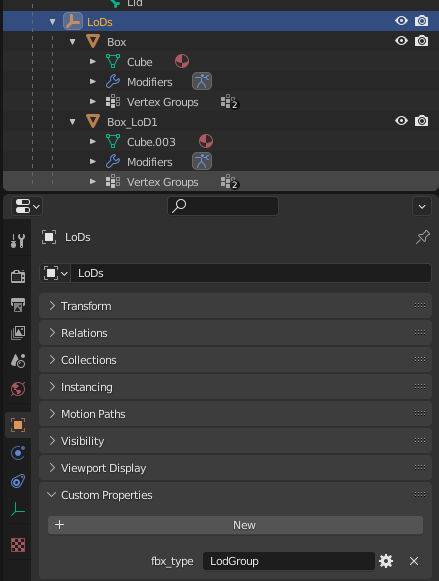 Lid
LoDs
Box
Cube
Modifiers
Vertex Groups 2
Box_LoD1
Cube.003
Modifiers
Vertex Groups 2
LoDs
LoDs
Transform
Relations
Collections
Instancing
Motion Paths
Visibility
Viewport Display
Custom Properties
New
fbx_type LodGroup